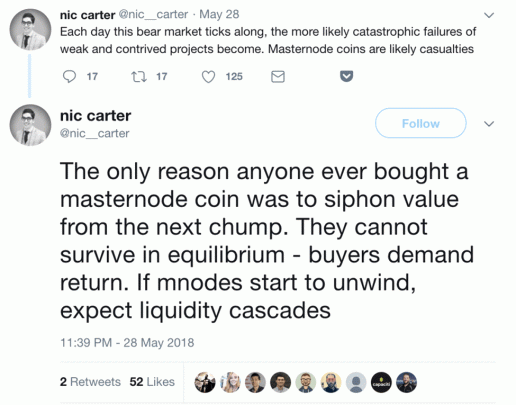 nic carter @nic__carter · May 28
Each day this bear market ticks along, the more likely catastrophic failures of
weak and contrived projects become. Masternode coins are likely casualties
17 17 125
nic carter
@nic__carter
Follow
The only reason anyone ever bought a
masternode coin was to siphon value
from the next chump. They cannot
survive in equilibrium - buyers demand
return. If mnodes start to unwind,
expect liquidity cascades
11:39 PM - 28 May 2018
2 Retweets 52 Likes
capaciti